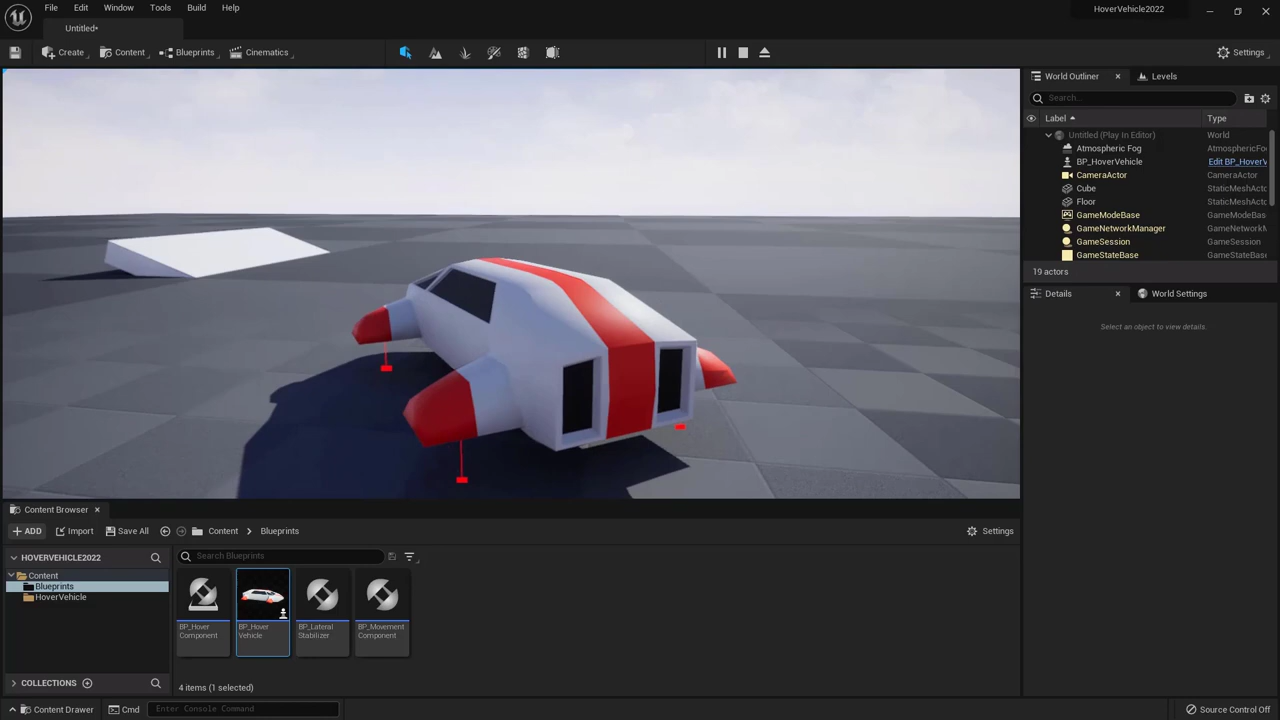 File Edit Window Tools Build Help
HoverVehicle2022
Untitled*
Create Content Blueprints Cinematics Settings
World Outliner Levels
Search...
Label Type
Untitled (Play In Editor) World
Atmospheric Fog AtmosphericFo
BP_HoverVehicle Edit BP_HoverV
CameraActor CameraActor
Cube StaticMeshActo
Floor StaticMeshActo
GameModeBase GameModeBas
GameNetworkManager GameNetworkM
GameSession GameSession
GameStateBase GameStateBase
19 actors
Details World Settings
Select an object to view details.
Content Browser
ADD Import Save All Content Blueprints Settings
HOVERVEHICLE2022
Search Blueprints
Content
Blueprints
HoverVehicle
BP_Hover
Component
BP_Hover
Vehicle
BP_Lateral
Stabilizer
BP_Movement
Component
COLLECTIONS
4 items (1 selected)
Content Drawer Cmd Enter Console Command Source Control Off